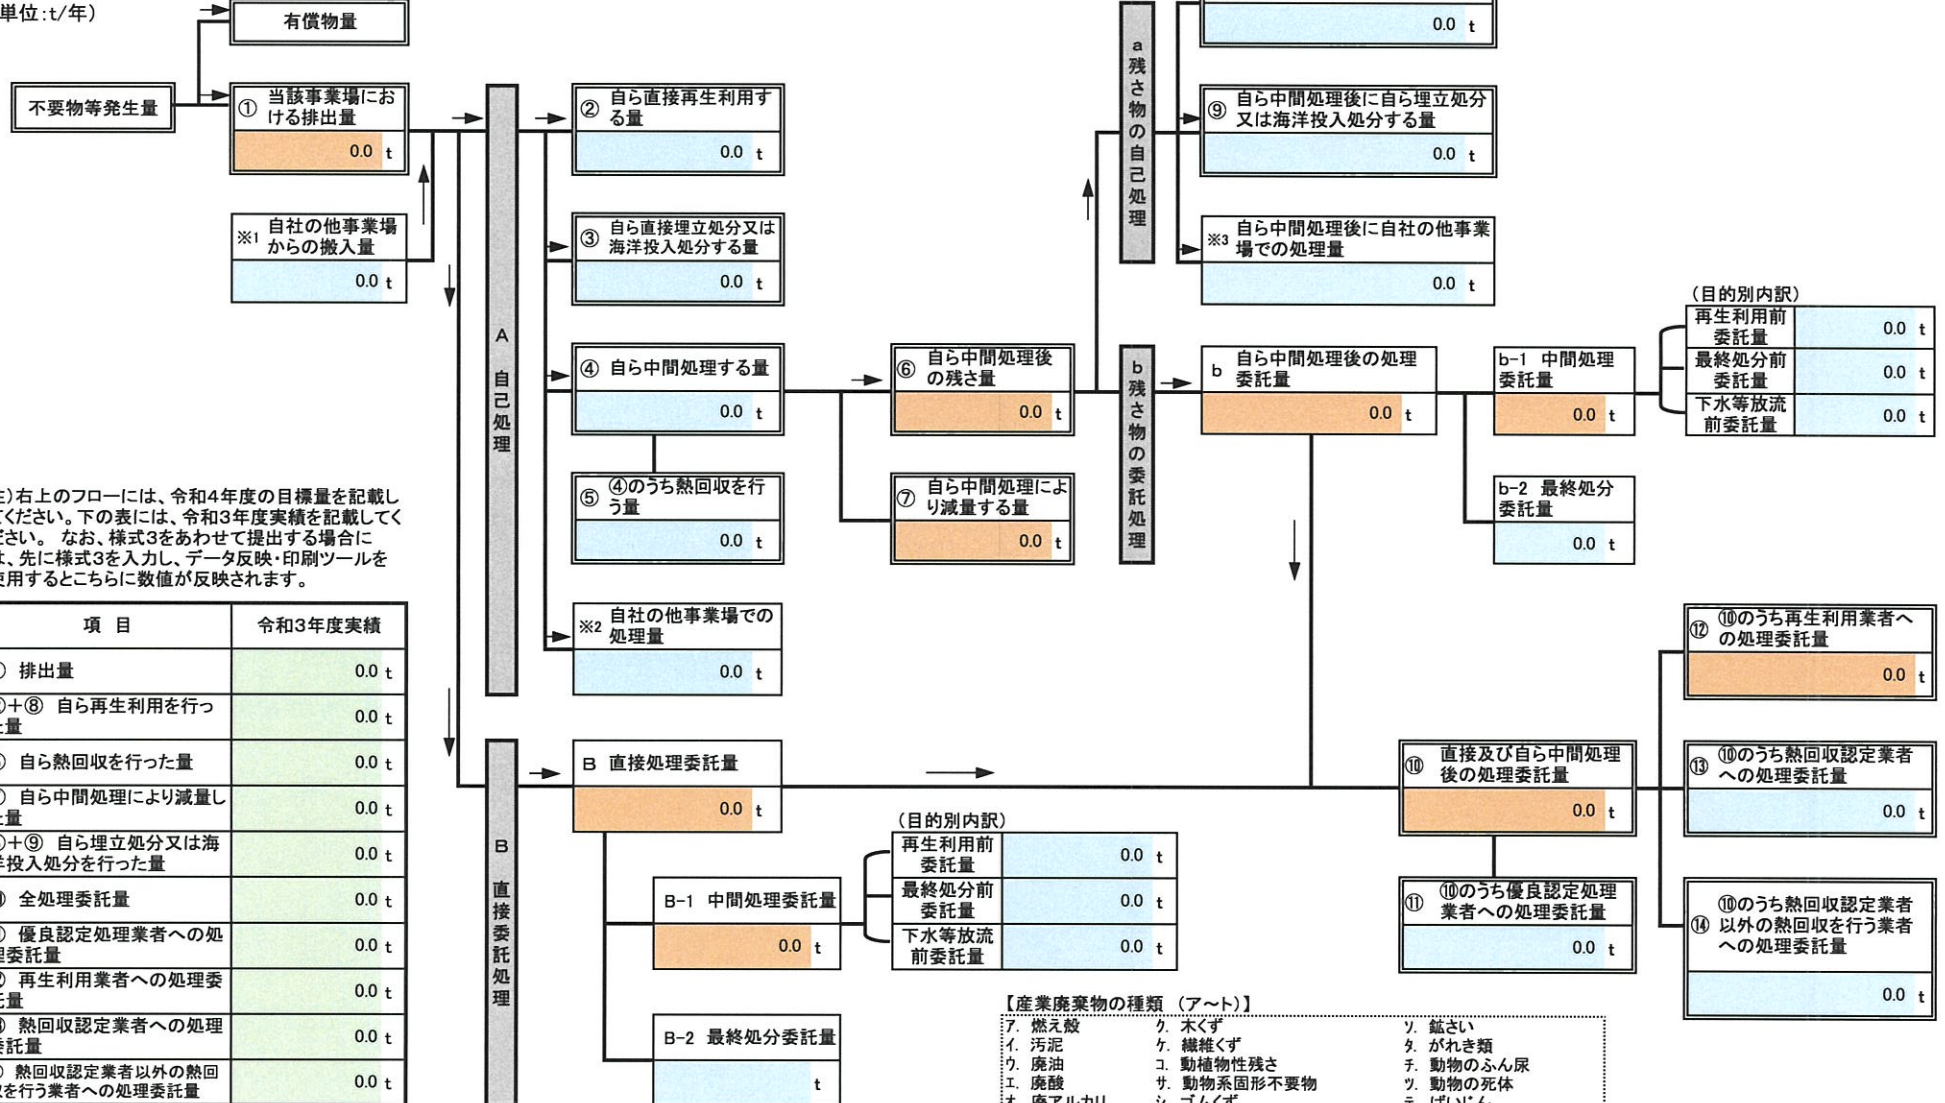 単位:t/年)
有償物量
不要物等発生量
① 当該事業場にお
ける排出量
0.0 t
※1 自社の他事業場
からの搬入量
0.0 t
A 自己処理
② 自ら直接再生利用す
る量
0.0 t
③ 自ら直接埋立処分又は
海洋投入処分する量
0.0 t
④ 自ら中間処理する量
0.0 t
⑤ ④のうち熱回収を行
う量
0.0 t
※2 自社の他事業場での
処理量
0.0 t
⑥ 自ら中間処理後
の残さ量
0.0 t
⑦ 自ら中間処理によ
り減量する量
0.0 t
a 残さ物の自己処理
0.0 t
⑨ 自ら中間処理後に自ら埋立処分
又は海洋投入処分する量
0.0 t
※3 自ら中間処理後に自社の他事業
場での処理量
0.0 t
b 残さ物の委託処理
b 自ら中間処理後の処理
委託量
0.0 t
b-1 中間処理
委託量
0.0 t
(目的別内訳)
再生利用前
委託量
0.0 t
最終処分前
委託量
0.0 t
下水等放流
前委託量
0.0 t
b-2 最終処分
委託量
0.0 t
)右上のフローには、令和4年度の目標量を記載し
ください。下の表には、令和3年度実績を記載してく
さい。 なお、様式3をあわせて提出する場合に
、先に様式3を入力し、データ反映・印刷ツールを
用するとこちらに数値が反映されます。
項 目 令和3年度実績
排出量 0.0 t
+⑧ 自ら再生利用を行っ
量
0.0 t
自ら熱回収を行った量 0.0 t
自ら中間処理により減量し
量
0.0 t
+⑨ 自ら埋立処分又は海
投入処分を行った量
0.0 t
全処理委託量 0.0 t
優良認定処理業者への処
委託量
0.0 t
再生利用業者への処理委
量
0.0 t
熱回収認定業者への処理
託量
0.0 t
熱回収認定業者以外の熱回
を行う業者への処理委託量
0.0 t
B 直接委託処理
B 直接処理委託量
0.0 t
B-1 中間処理委託量
0.0 t
(目的別内訳)
再生利用前
委託量
0.0 t
最終処分前
委託量
0.0 t
下水等放流
前委託量
0.0 t
B-2 最終処分委託量
t
⑩ 直接及び自ら中間処理
後の処理委託量
0.0 t
⑪ ⑩のうち優良認定処理
業者への処理委託量
0.0 t
⑫ ⑩のうち再生利用業者へ
の処理委託量
0.0 t
⑬ ⑩のうち熱回収認定業者
への処理委託量
0.0 t
⑭ ⑩のうち熱回収認定業者
以外の熱回収を行う業者
への処理委託量
0.0 t
【産業廃棄物の種類 (ア~ト)】
ア. 燃え殻
イ. 汚泥
ウ. 廃油
エ. 廃酸
オ 廃アルカリ
ク. 木くず
ケ. 繊維くず
コ. 動植物性残さ
サ. 動物系固形不要物
シ ゴムくず
ソ. 鉱さい
タ. がれき類
チ. 動物のふん尿
ツ. 動物の死体
テ ばいじん